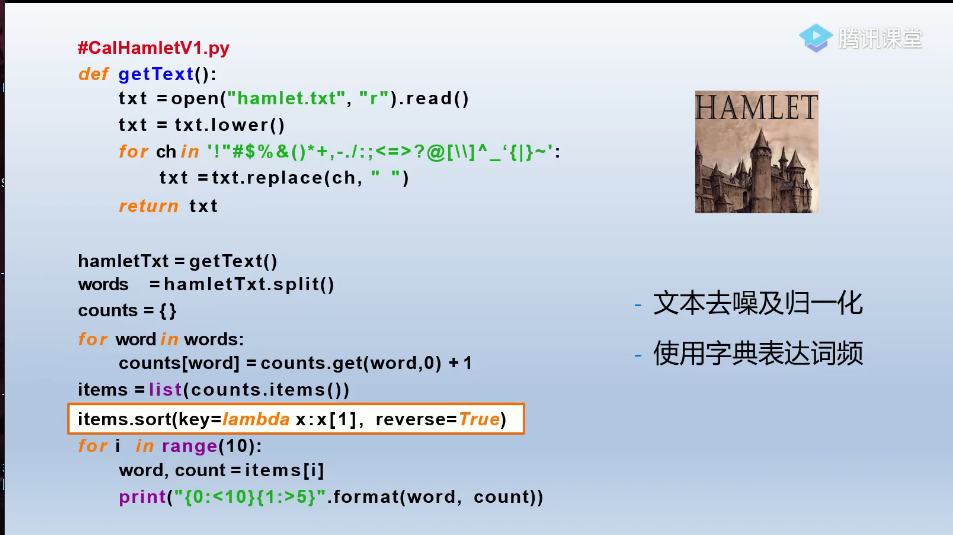 #CalHamletV1.py
def getText():
    txt = open("hamlet.txt", "r").read()
    txt = txt.lower()
    for ch in '!"#$%&()*+,-./:;<=>?@[\\]^_‘{|}~':
        txt = txt.replace(ch, " ")
    return txt
hamletTxt = getText()
words = hamletTxt.split()
counts = {}
for word in words:
    counts[word] = counts.get(word,0) + 1
items = list(counts.items())
items.sort(key=lambda x:x[1], reverse=True)
for i in range(10):
    word, count = items[i]
    print("{0:<10}{1:>5}".format(word, count))
腾讯课堂
HAMLET
- 文本去噪及归一化
- 使用字典表达词频